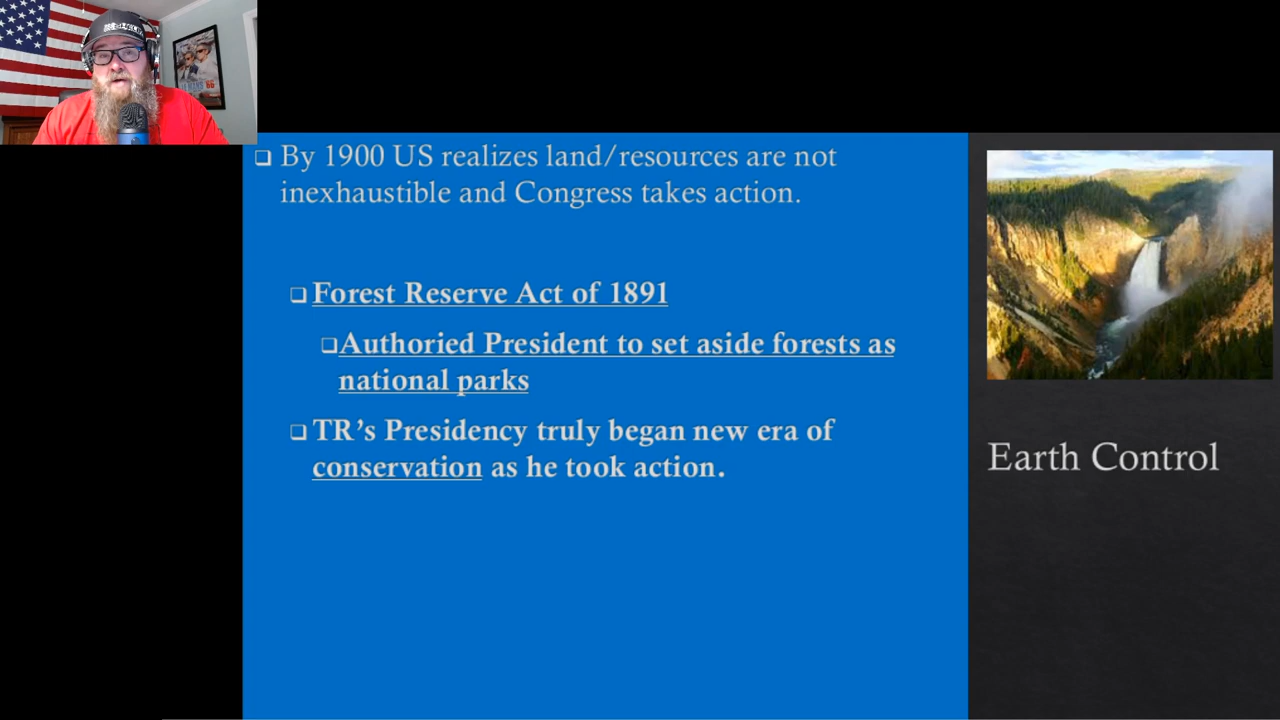 By 1900 US realizes land/resources are not
inexhaustible and Congress takes action.
Forest Reserve Act of 1891
Authoried President to set aside forests as
national parks
TR’s Presidency truly began new era of
conservation as he took action.
Earth Control